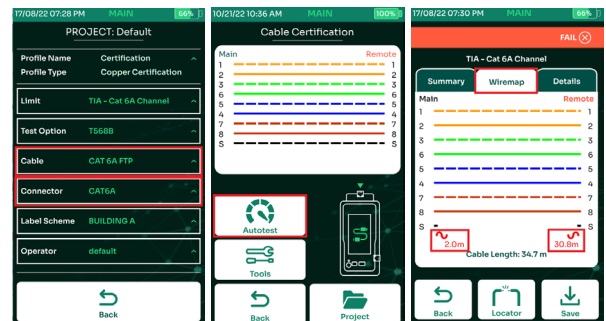 17/08/22 07:28 PM MAIN 66%
PROJECT: Default
Profile Name Certification
Profile Type Copper Certification
Limit TIA - Cat 6A Channel
Test Option T568B
Cable CAT 6A FTP
Connector CAT6A
Label Scheme BUILDING A
Operator default
Back
10/21/22 10:36 AM MAIN 100%
Cable Certification
Main Remote
1 1
2 2
3 3
6 6
5 5
4 4
7 7
8 8
S S
Autotest
Tools
Back Project
17/08/22 07:30 PM MAIN 66%
FAIL
TIA - Cat 6A Channel
Summary Wiremap Details
Main Remote
1 1
2 2
3 3
6 6
5 5
4 4
7 7
8 8
S S
2.0m 30.8m
Cable Length: 34.7 m
Back Locator Save